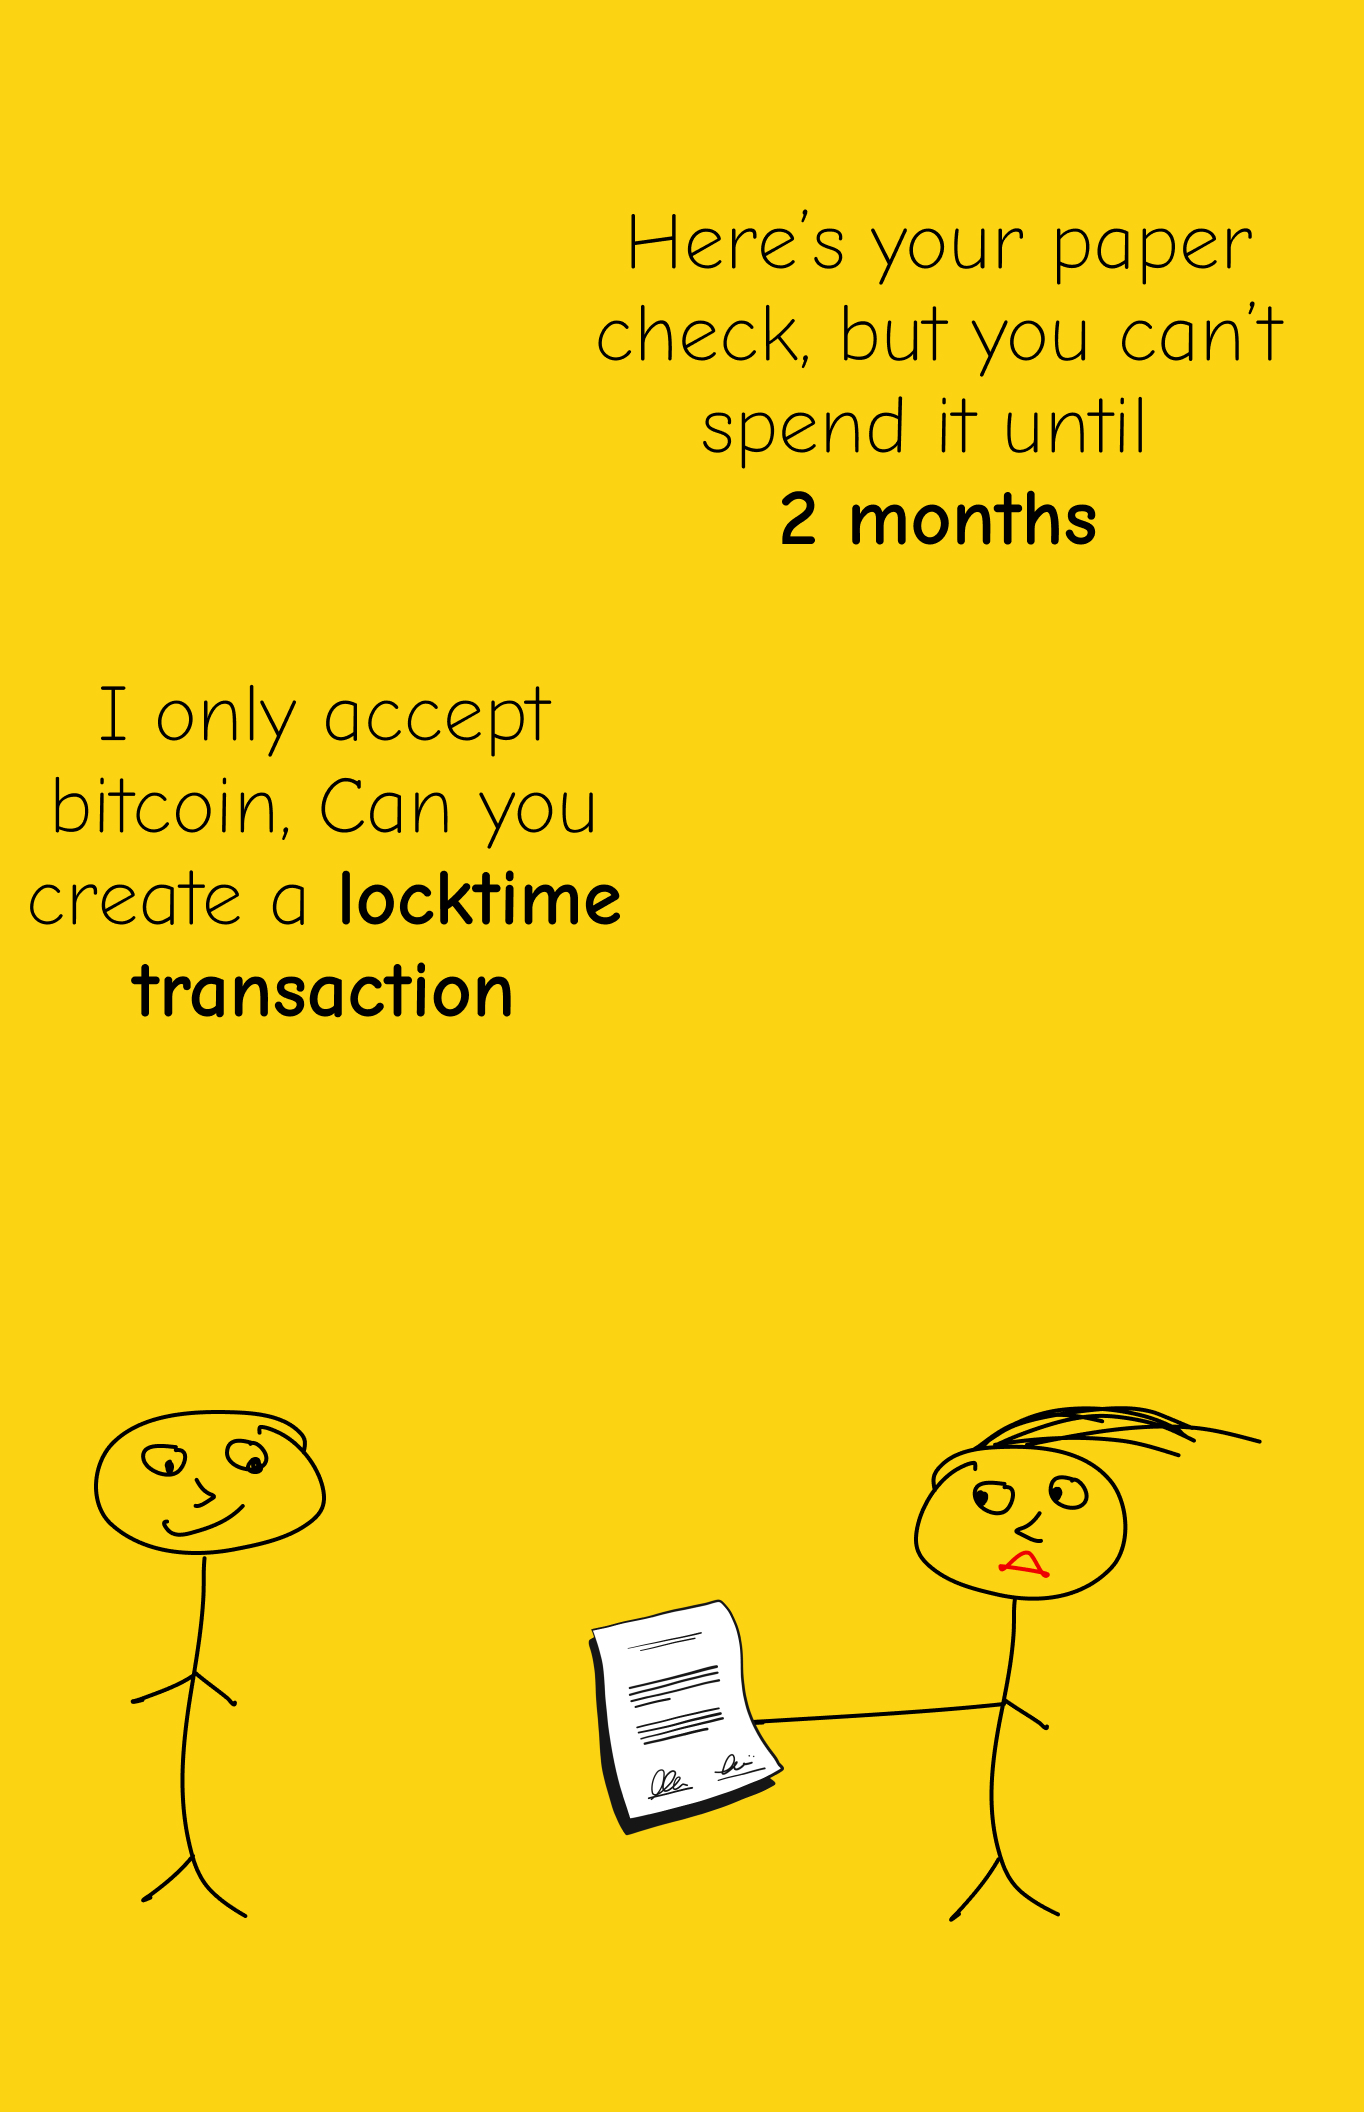 Here's your paper
check, but you can't
spend it until
2 months
I only accept
bitcoin, Can you
create a locktime
transaction